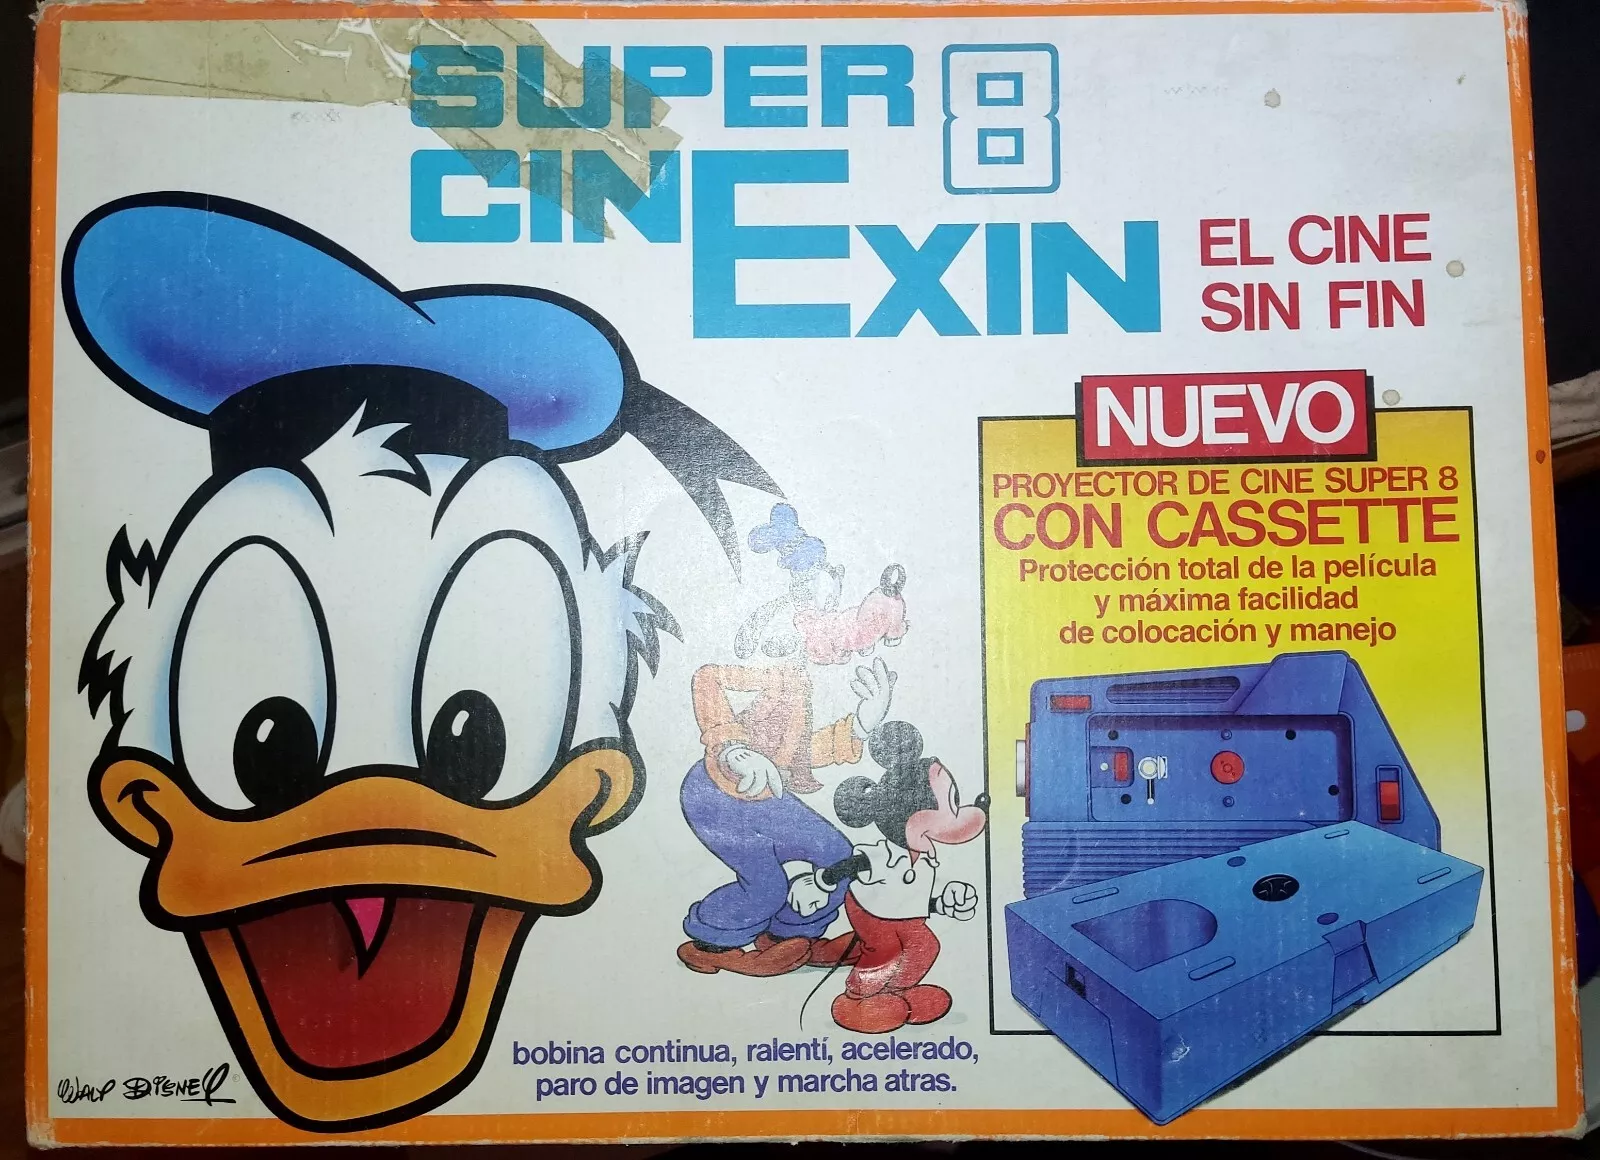 SUPER 8
CINEXIN
EL CINE
SIN FIN
NUEVO
PROYECTOR DE CINE SUPER 8
CON CASSETTE
Protección total de la película
y máxima facilidad
de colocación y manejo
bobina continua, ralentí, acelerado,
paro de imagen y marcha atras.
WALT DISNEY